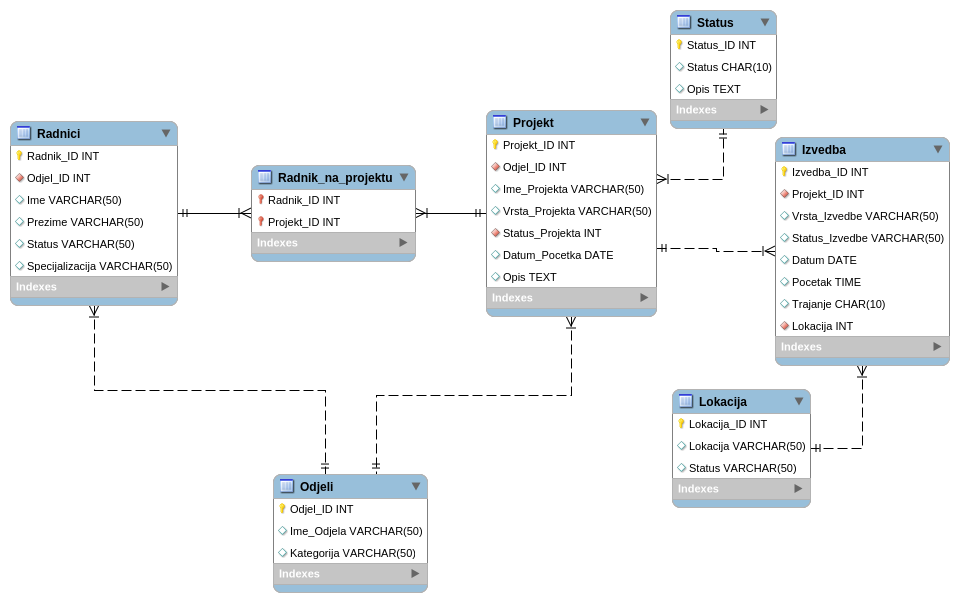 Status
Status_ID INT
Status CHAR(10)
Opis TEXT
Indexes
Radnici
Radnik_ID INT
Odjel_ID INT
Ime VARCHAR(50)
Prezime VARCHAR(50)
Status VARCHAR(50)
Specijalizacija VARCHAR(50)
Indexes
Radnik_na_projektu
Radnik_ID INT
Projekt_ID INT
Indexes
Projekt
Projekt_ID INT
Odjel_ID INT
Ime_Projekta VARCHAR(50)
Vrsta_Projekta VARCHAR(50)
Status_Projekta INT
Datum_Pocetka DATE
Opis TEXT
Indexes
Izvedba
Izvedba_ID INT
Projekt_ID INT
Vrsta_Izvedbe VARCHAR(50)
Status_Izvedbe VARCHAR(50)
Datum DATE
Pocetak TIME
Trajanje CHAR(10)
Lokacija INT
Indexes
Lokacija
Lokacija_ID INT
Lokacija VARCHAR(50)
Status VARCHAR(50)
Indexes
Odjeli
Odjel_ID INT
Ime_Odjela VARCHAR(50)
Kategorija VARCHAR(50)
Indexes